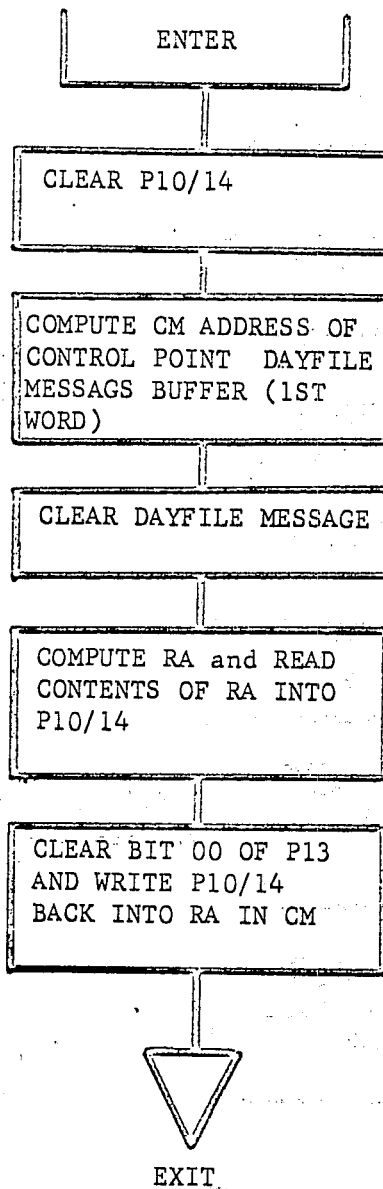 ENTER
CLEAR P10/14
COMPUTE CM ADDRESS OF
CONTROL POINT DAYFILE
MESSAGS BUFFER (1ST
WORD)
CLEAR DAYFILE MESSAGE
COMPUTE RA and READ
CONTENTS OF RA INTO
P10/14
CLEAR BIT 00 OF P13
AND WRITE P10/14
BACK INTO RA IN CM
EXIT